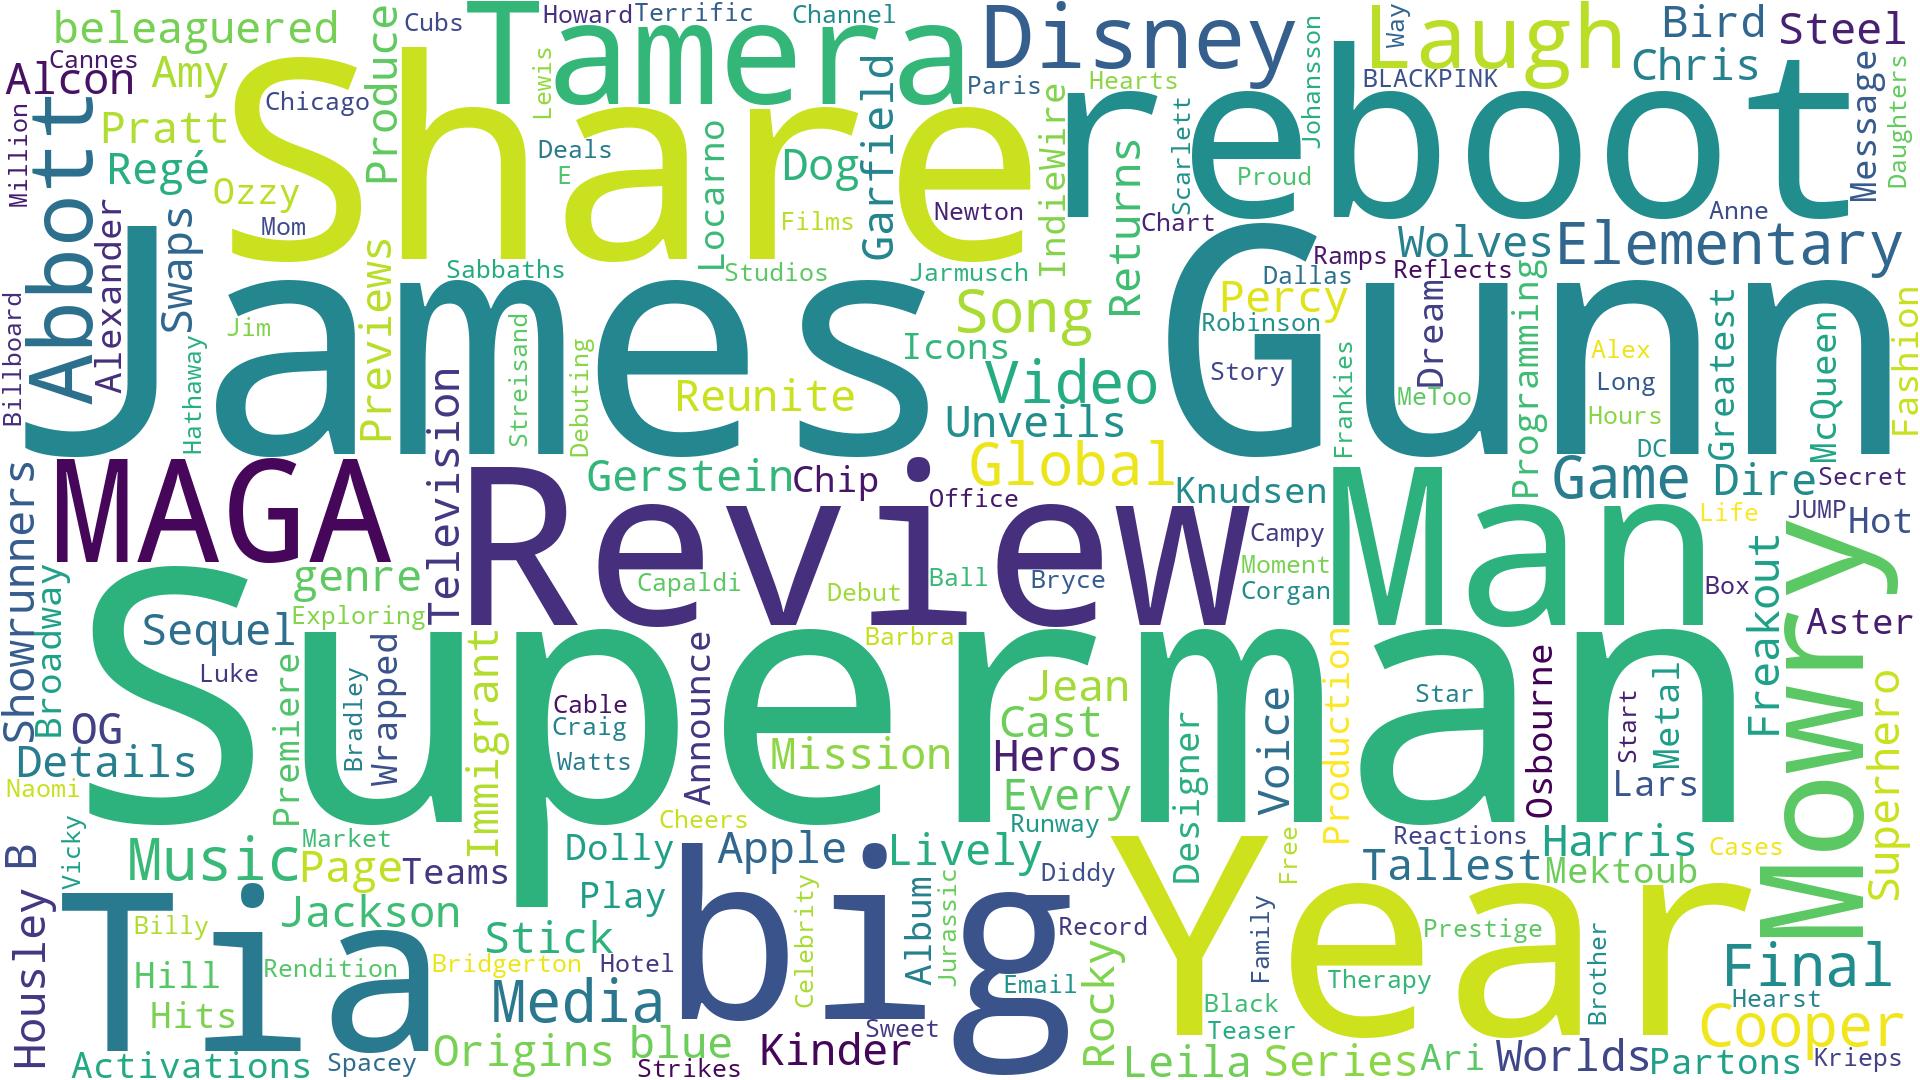 beleaguered
Cubs
Tamera
Howard
Terrific
Channel
Disney
Laugh
Way
Bird
Steel
Cannes
Alcon
Amy
Produce
Lewis
Paris
Hearts
Johansson
BLACKPINK
Chris
Message
Daughters
Million
Abbott
Pratt
Chicago
Share
Deals
E
Locarno
Dog
Garfield
IndieWire
reboot
Scarlett
Proud
Regé
Ozzy
Mom
Films
Newton
Returns
Chart
Anne
Alexander
Swaps
Previews
Sabbaths
Studios
Jarmusch
Ramps
Wolves
Elementary
Dallas
Reflects
Billboard
James
Jim
Hathaway
Streisand
Debuting
Song
Icons
Percy
Robinson
Gunn
Story
Dream
Programming
Alex
Long
Hours
Greatest
McQueen
Fashion
Reunite
Video
Unveils
Frankies
MeToo
DC
Showrunners
MAGA
Television
Gerstein
Chip
Global
Office
Knudsen
Man
Game
Dire
Secret
Review
Campy
Life
JUMP
Hot
genre
Capaldi
Debut
Ball
Bryce
Moment
Corgan
Box
Freakout
Mowry
Broadway
Exploring
Sequel
Luke
Superman
Immigrant
Announce
Barbra
Aster
OG
Premiere
Bradley
Wrapped
Cable
Craig
Watts
Jean
Cast
Mission
Heros
Designer
Voice
Production
Star
Osbourne
Start
Metal
Details
Lars
Superhero
Naomi
Every
Cheers
Runway
Vicky
Market
Music
Page
Teams
Dolly
Apple
Lively
Diddy
Free
Reactions
Harris
Cases
Tallest
Mektoub
Housley B
Play
big
Year
Tia
Billy
Jackson
Stick
Celebrity
Album
Jurassic
Record
Family
Prestige
Brother
Hill
Rendition
Bridgerton
Hotel
Rocky
Therapy
Final
Hits
Media
Email
Black
Hearst
Sweet
Teaser
Cooper
Activations
Spacey
Origins
blue
Strikes
Kinder
Leila
Series
Ari
Worlds
Partons
Krieps